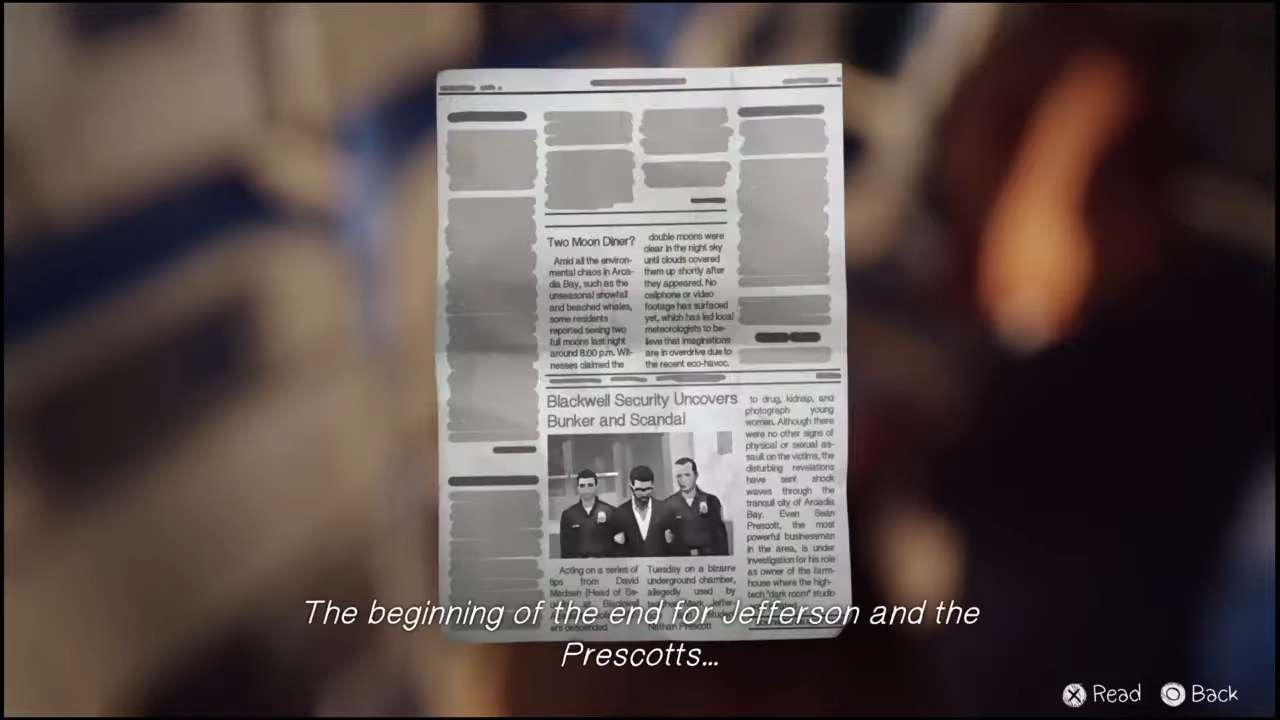 Two Moon Diner?
Amid all the environ-
mental chaos in Arca-
dia Bay, such as the
unseasonal snowfall
and beached whales,
some residents
reported seeing two
full moons last night
around 8:00 p.m. Wit-
nesses claimed the
double moons were
clear in the night sky
until clouds covered
them up shortly after
they appeared. No
cellphone or video
footage has surfaced
yet, which has led local
meteorologists to be-
lieve that imaginations
are in overdrive due to
the recent eco-havoc.
Blackwell Security Uncovers
Bunker and Scandal
Acting on a series of
tips from David
Madsen (Head of Se-
at Blackwell
ers descended
Tuesday on a bizarre
underground chamber,
allegedly used by
Mark Jeffer-
Nathan Prescott
to drug, kidnap, and
photograph young
women. Although there
were no other signs of
physical or sexual as-
sault on the victims, the
disturbing revelations
have sent shock
waves through the
tranquil city of Arcadia
Bay. Even Sean
Prescott, the most
powerful businessman
in the area, is under
investigation for his role
as owner of the farm-
house where the high-
tech "dark room" studio
The beginning of the end for Jefferson and the
Prescotts...
Read Back